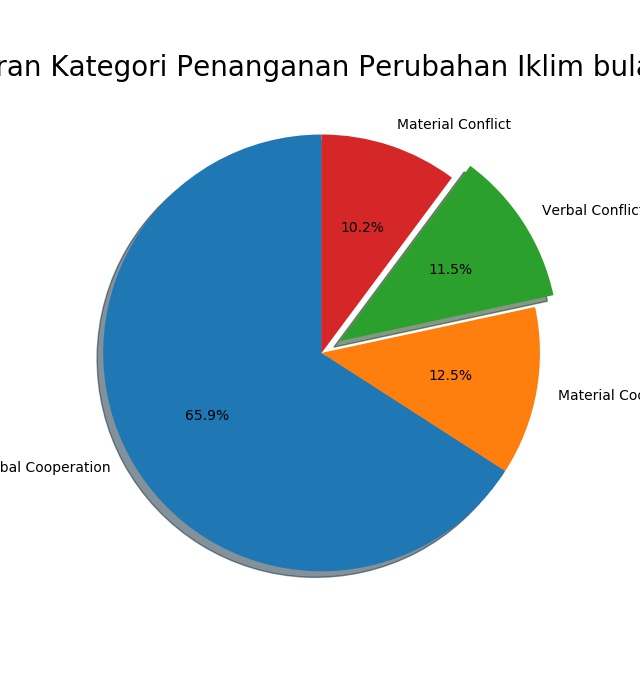 ran Kategori Penanganan Perubahan Iklim bula
Material Conflict
Verbal Conflict
10.2%
11.5%
12.5%
Material Coo
65.9%
bal Cooperation